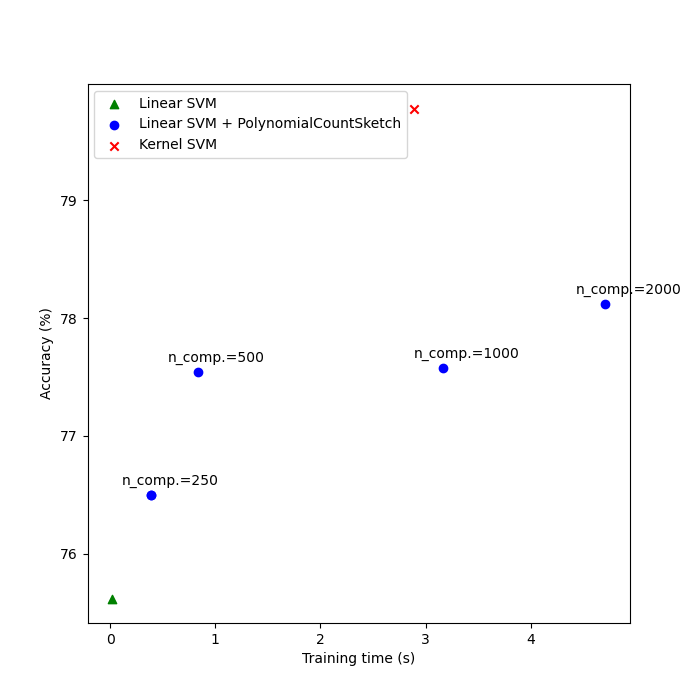 Linear SVM
Linear SVM + PolynomialCountSketch
Kernel SVM
79
n_comp.=2000
78
n_comp.=1000
n_comp.=500
Accuracy (%)
77
n_comp.=250
76
0 1 2 3 4
Training time (s)